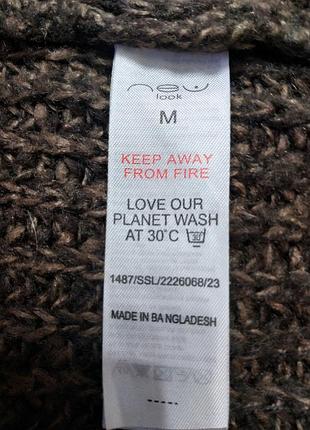 new
look
M
KEEP AWAY
FROM FIRE
LOVE OUR
PLANET WASH
AT 30°C 30°
1487/SSL/2226068/23
MADE IN BANGLADESH